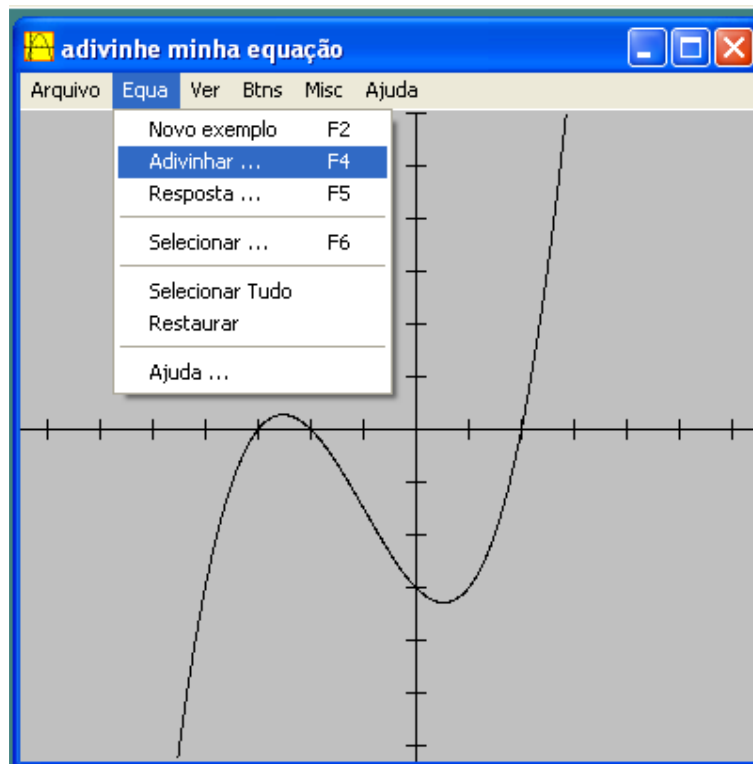 adivinhe minha equação
Arquivo Equa Ver Btns Misc Ajuda
Novo exemplo F2
Adivinhar ... F4
Resposta ... F5
Selecionar ... F6
Selecionar Tudo
Restaurar
Ajuda ...